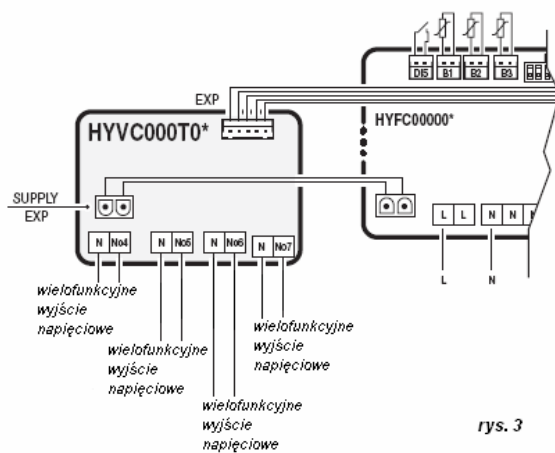 DI5 B1 B2 B3
EXP
HYVC000T0*
HYFC00000*
SUPPLY
EXP
L L N N N
N No4 N No5 N No6 N No7
L N
wielofunkcyjne
wyjście
napięciowe
wielofunkcyjne
wyjście
napięciowe
wielofunkcyjne
wyjście
napięciowe
wielofunkcyjne
wyjście
napięciowe
rys. 3